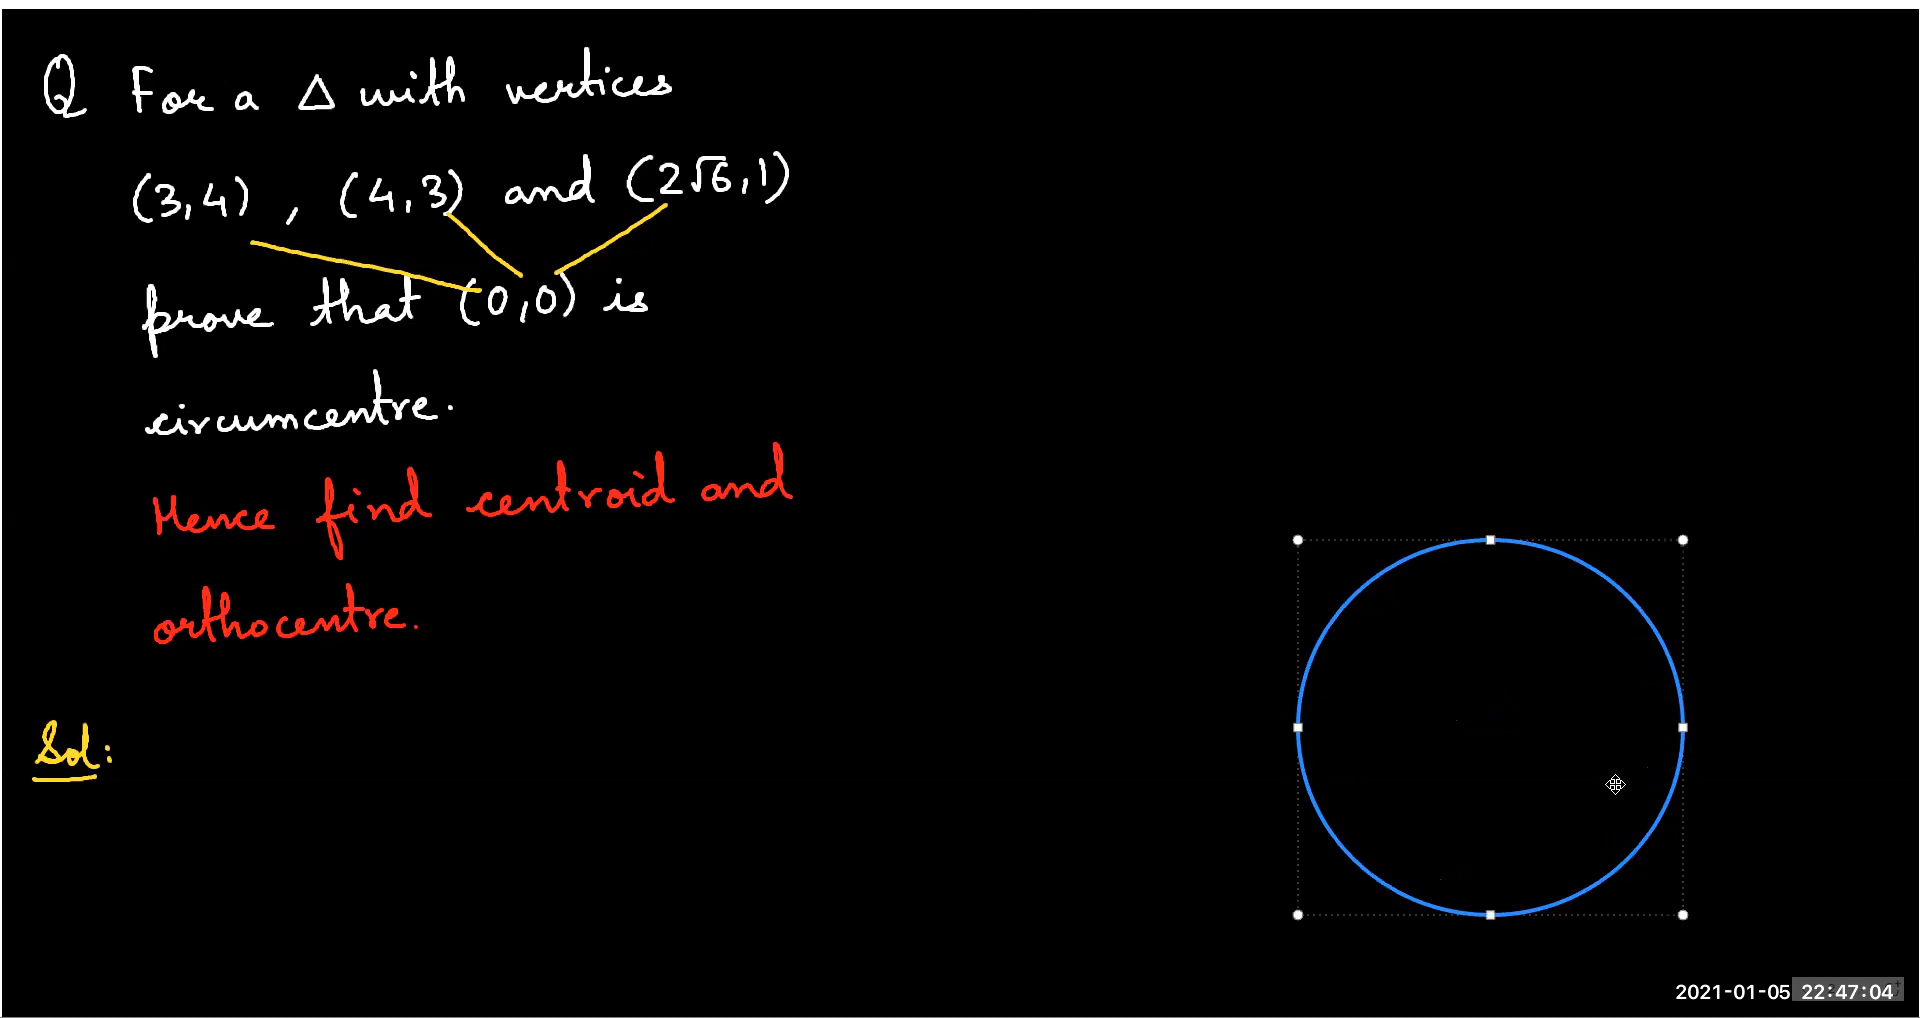 Q For a △ with vertices
(3,4) , (4,3) and (2√6,1)
prove that (0,0) is
circumcentre.
Hence find centroid and
orthocentre.
Sol:
2021-01-05 22:47:04